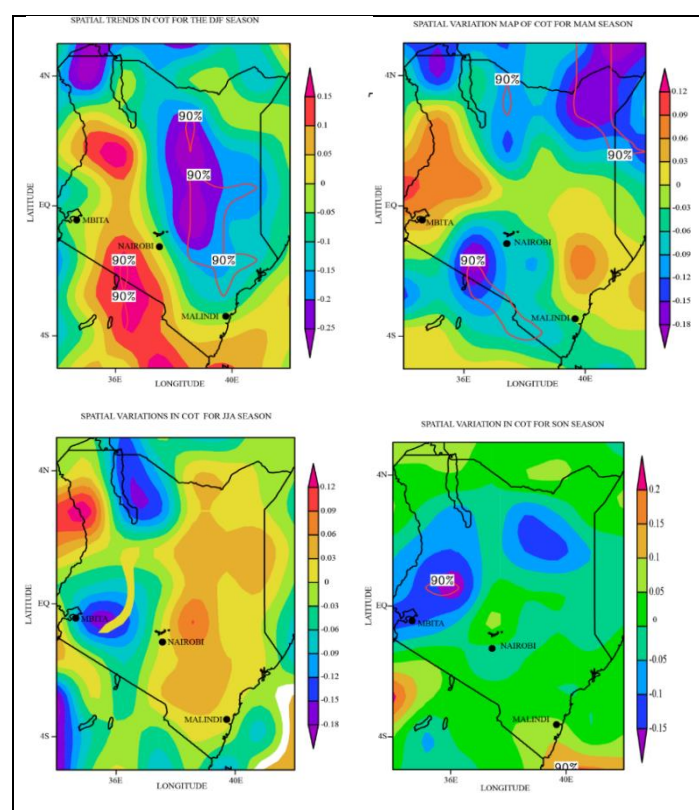 SPATIAL TRENDS IN COT FOR THE DJF SEASON
4N
EQ
4S
LATITUDE
36E
40E
LONGITUDE
MBITA
NAIROBI
MALINDI
90%
90%
90%
90%
90%
0.15
0.1
0.05
0
-0.05
-0.1
-0.15
-0.2
-0.25
SPATIAL VARIATION MAP OF COT FOR MAM SEASON
4N
EQ
4S
LATITUDE
36E
40E
LONGITUDE
MBITA
NAIROBI
MALINDI
90%
90%
90%
0.12
0.09
0.06
0.03
0
-0.03
-0.06
-0.09
-0.12
-0.15
-0.18
SPATIAL VARIATIONS IN COT FOR JJA SEASON
4N
EQ
4S
LATITUDE
36E
40E
LONGITUDE
MBITA
NAIROBI
MALINDI
0.12
0.09
0.06
0.03
0
-0.03
-0.06
-0.09
-0.12
-0.15
-0.18
SPATIAL VARIATION IN COT FOR SON SEASON
4N
EQ
4S
LATITUDE
36E
40E
LONGITUDE
MBITA
NAIROBI
MALINDI
90%
90%
0.2
0.15
0.1
0.05
0
-0.05
-0.1
-0.15